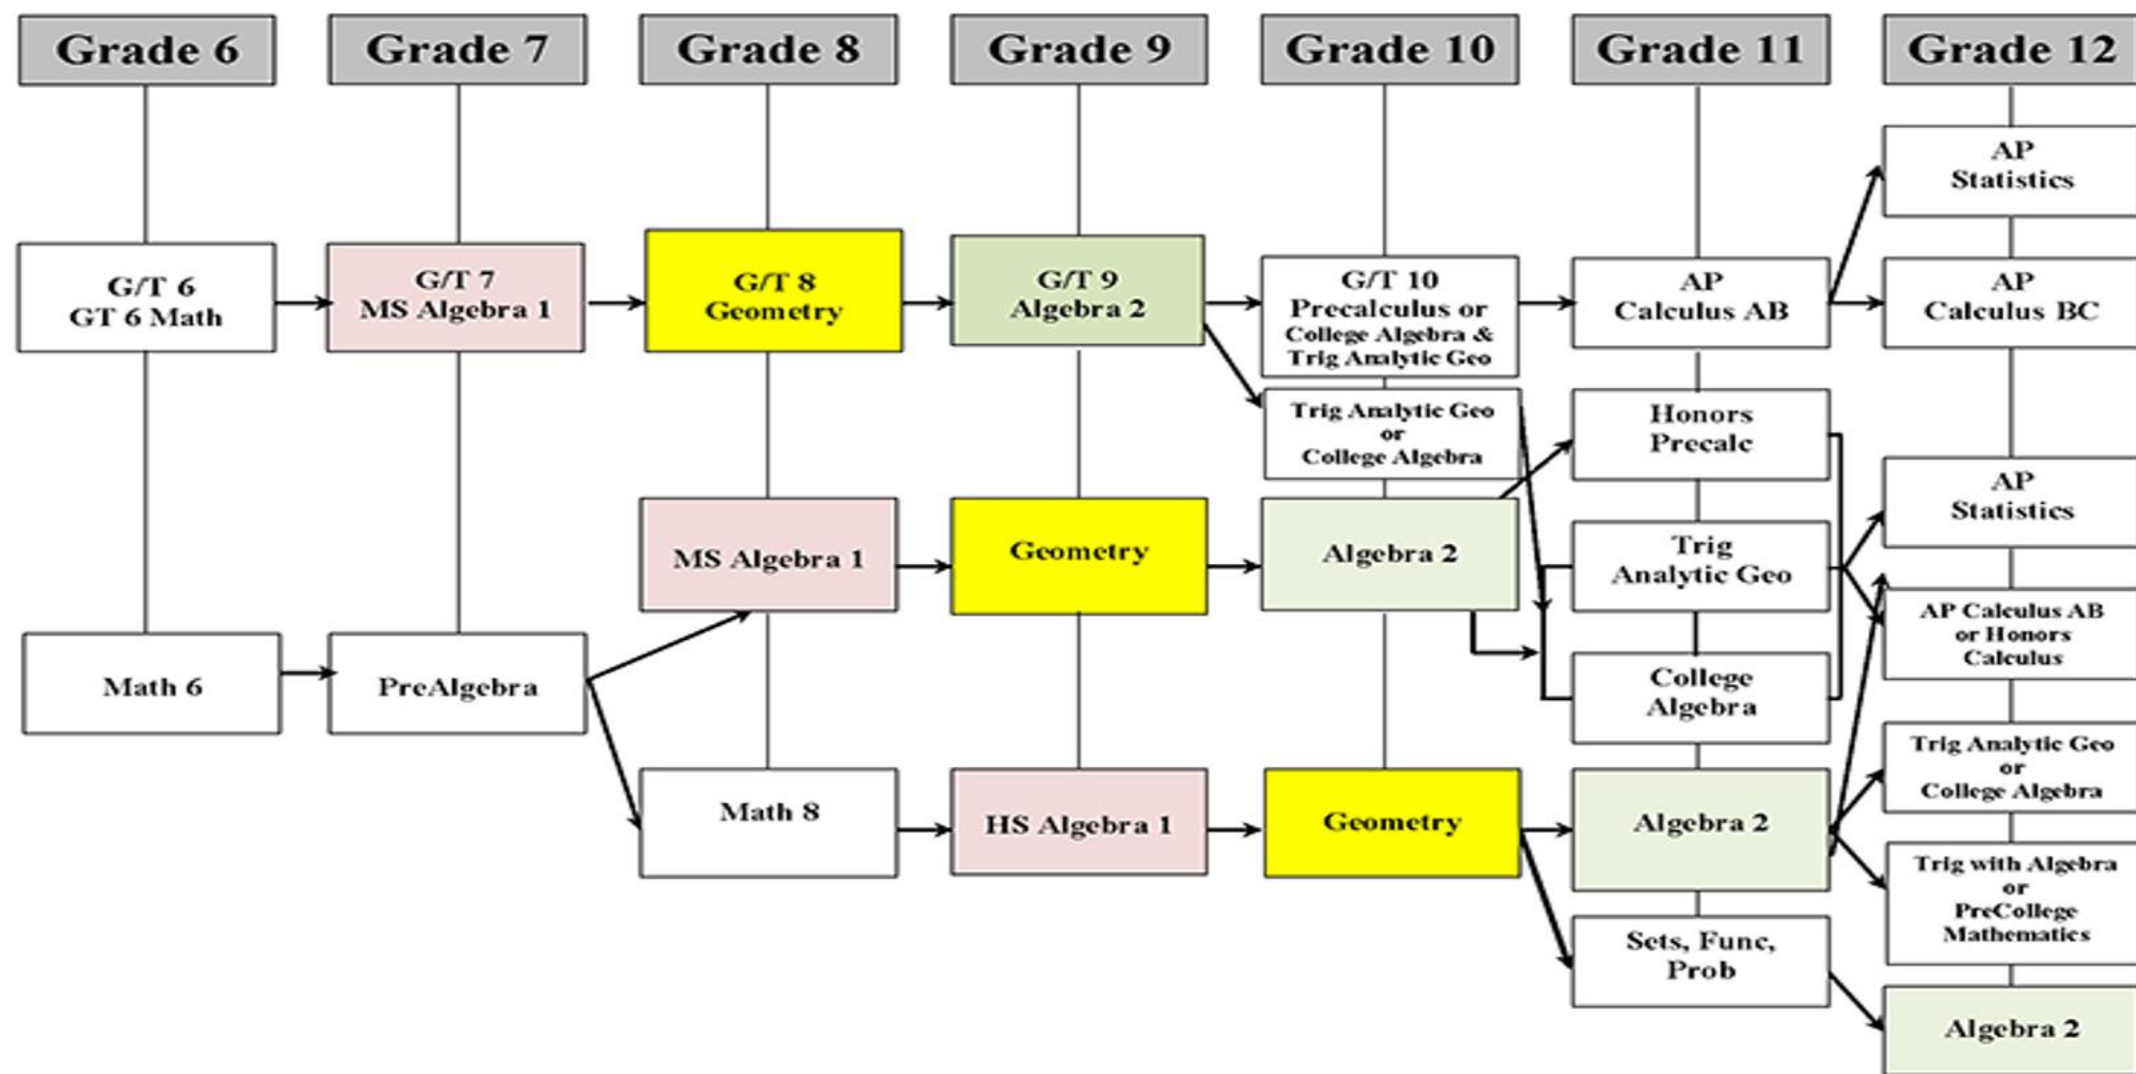 Grade 6
Grade 7
Grade 8
Grade 9
Grade 10
Grade 11
Grade 12
AP
Statistics
G/T 6
GT 6 Math
G/T 7
MS Algebra 1
G/T 8
Geometry
G/T 9
Algebra 2
G/T 10
Precalculus or
College Algebra &
Trig Analytic Geo
AP
Calculus AB
AP
Calculus BC
Trig Analytic Geo
or
College Algebra
Honors
Precalc
MS Algebra 1
Geometry
Algebra 2
Trig
Analytic Geo
AP
Statistics
Math 6
PreAlgebra
College
Algebra
AP Calculus AB
or Honors
Calculus
Math 8
HS Algebra 1
Geometry
Algebra 2
Trig Analytic Geo
or
College Algebra
Trig with Algebra
or
PreCollege
Mathematics
Sets, Func,
Prob
Algebra 2